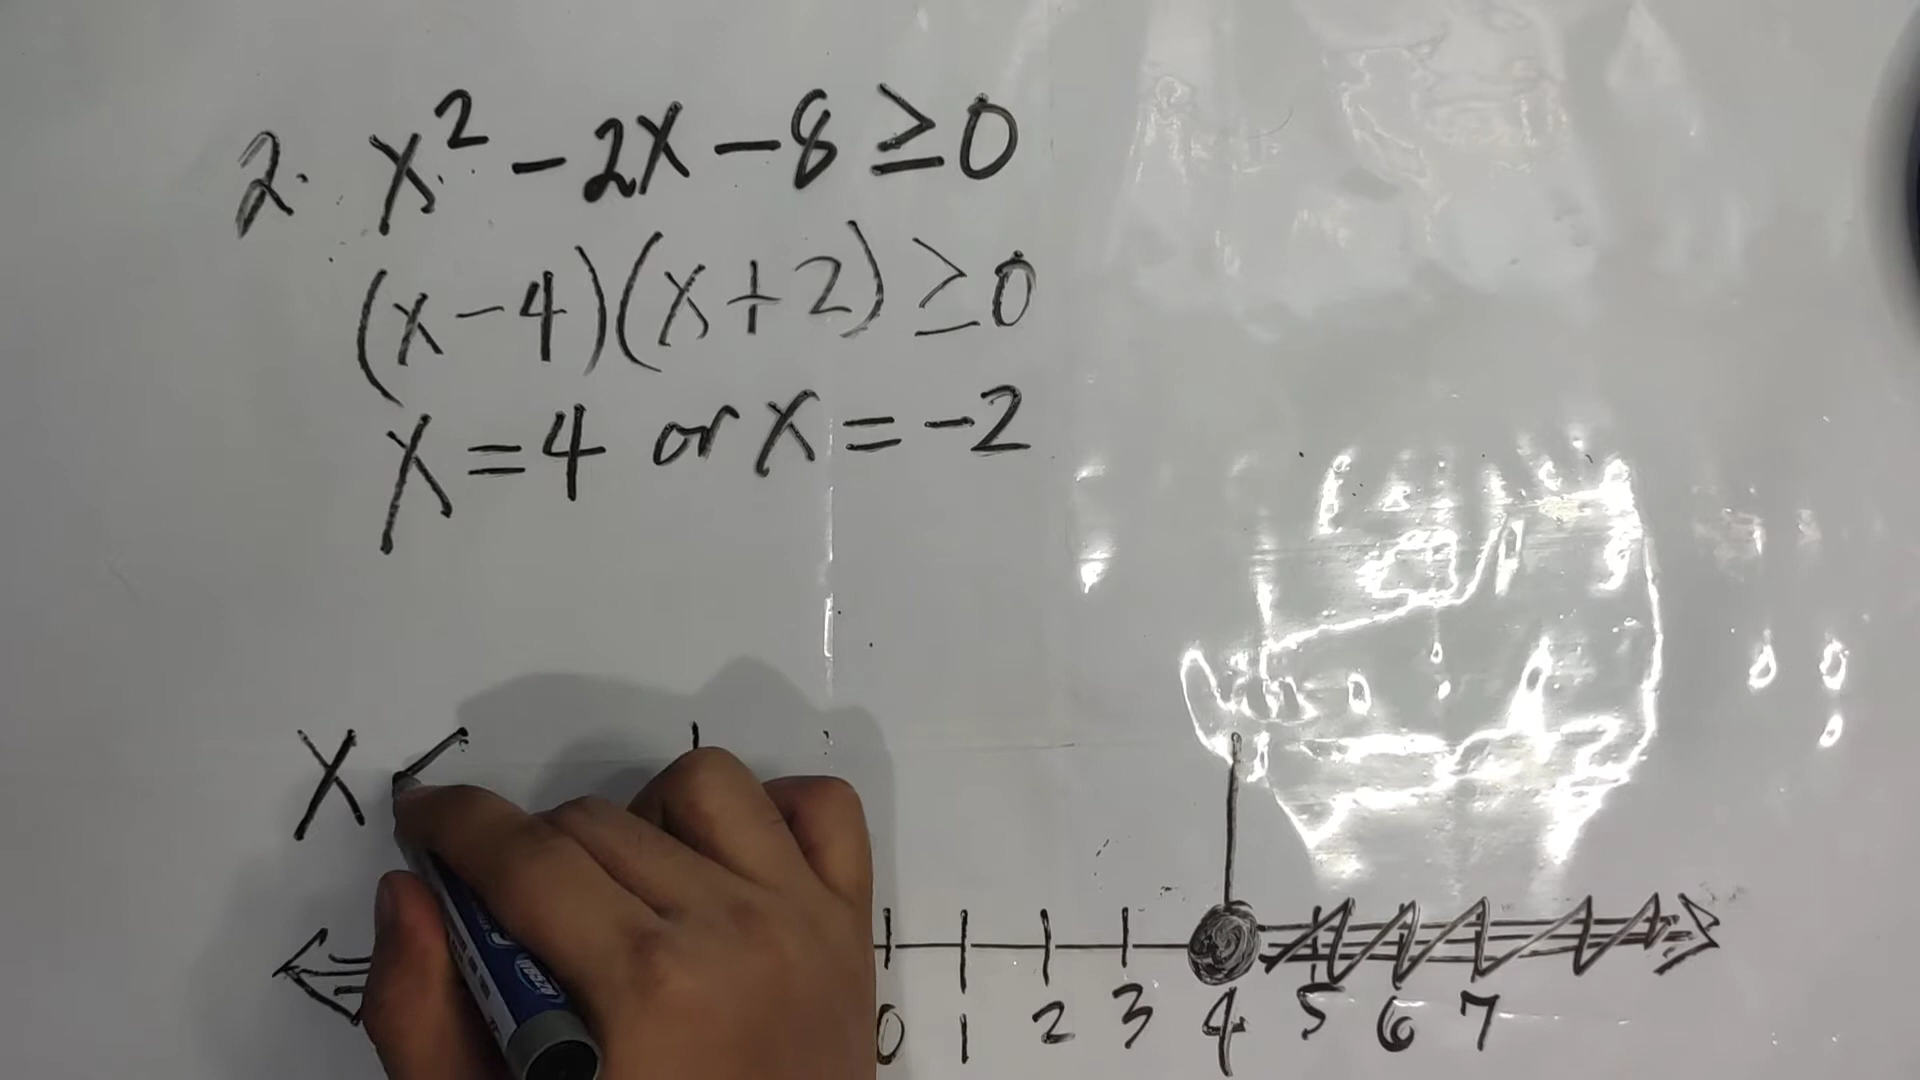 2. x² - 2x - 8 ≥ 0
(x - 4)(x + 2) ≥ 0
x = 4 or x = -2
x <
0 1 2 3 4 5 6 7